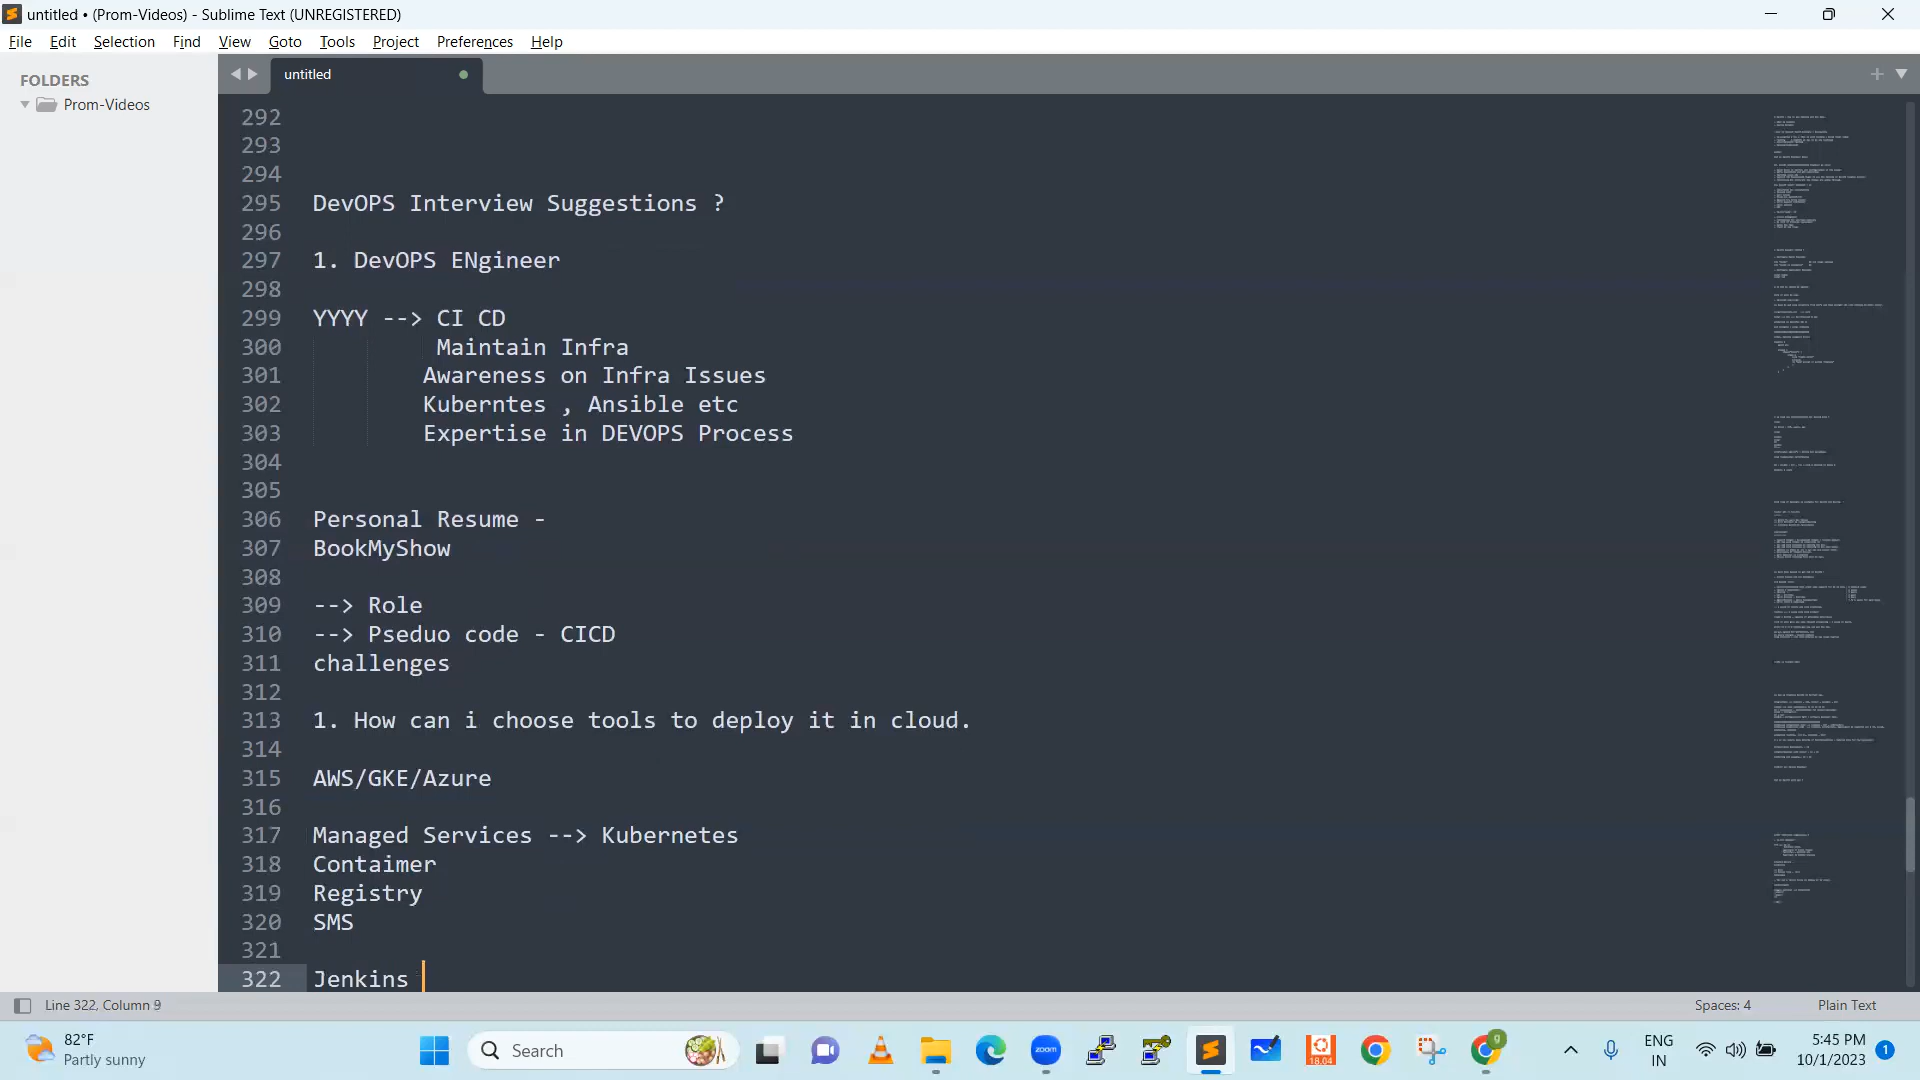 untitled • (Prom-Videos) - Sublime Text (UNREGISTERED)
File Edit Selection Find View Goto Tools Project Preferences Help
FOLDERS
Prom-Videos
untitled
292
293
294
295 DevOPS Interview Suggestions ?
296
297 1. DevOPS ENgineer
298
299 YYYY --> CI CD
300 Maintain Infra
301 Awareness on Infra Issues
302 Kuberntes , Ansible etc
303 Expertise in DEVOPS Process
304
305
306 Personal Resume -
307 BookMyShow
308
309 --> Role
310 --> Pseduo code - CICD
311 challenges
312
313 1. How can i choose tools to deploy it in cloud.
314
315 AWS/GKE/Azure
316
317 Managed Services --> Kubernetes
318 Contaimer
319 Registry
320 SMS
321
322 Jenkins
Line 322, Column 9
Spaces: 4
Plain Text
82°F
Partly sunny
Search
zoom
18.04
g
ENG
IN
5:45 PM
10/1/2023
1